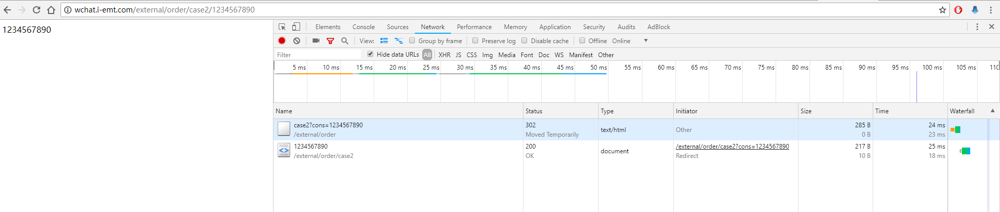 wchat.i-emt.com/external/order/case2/1234567890
1234567890
Elements Console Sources Network Performance Memory Application Security Audits AdBlock
View: Group by frame Preserve log Disable cache Offline Online
Filter Hide data URLs All XHR JS CSS Img Media Font Doc WS Manifest Other
5 ms 10 ms 15 ms 20 ms 25 ms 30 ms 35 ms 40 ms 45 ms 50 ms 55 ms 60 ms 65 ms 70 ms 75 ms 80 ms 85 ms 90 ms 95 ms 100 ms 105 ms 110
Name Status Type Initiator Size Time Waterfall
case2?cons=1234567890 302 text/html Other 285 B 24 ms
/external/order Moved Temporarily 0 B 23 ms
1234567890 200 document /external/order/case2?cons=1234567890 217 B 25 ms
/external/order/case2 OK Redirect 10 B 18 ms